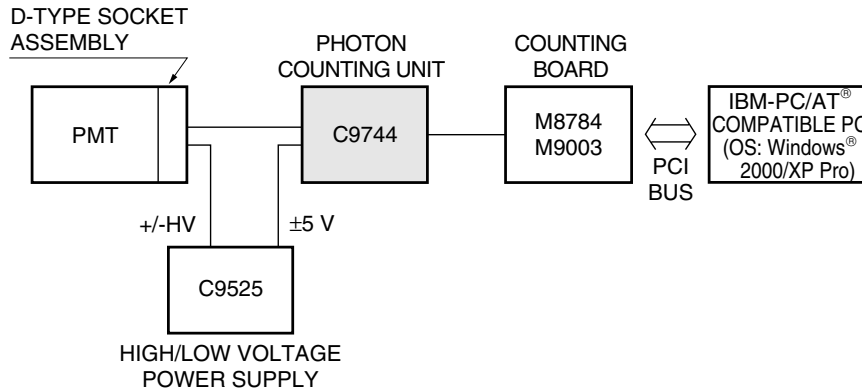 D-TYPE SOCKET
ASSEMBLY
PMT
PHOTON
COUNTING UNIT
C9744
COUNTING
BOARD
M8784
M9003
PCI
BUS
IBM-PC/AT®
COMPATIBLE PC
(OS: Windows®
2000/XP Pro)
+/-HV
±5 V
C9525
HIGH/LOW VOLTAGE
POWER SUPPLY